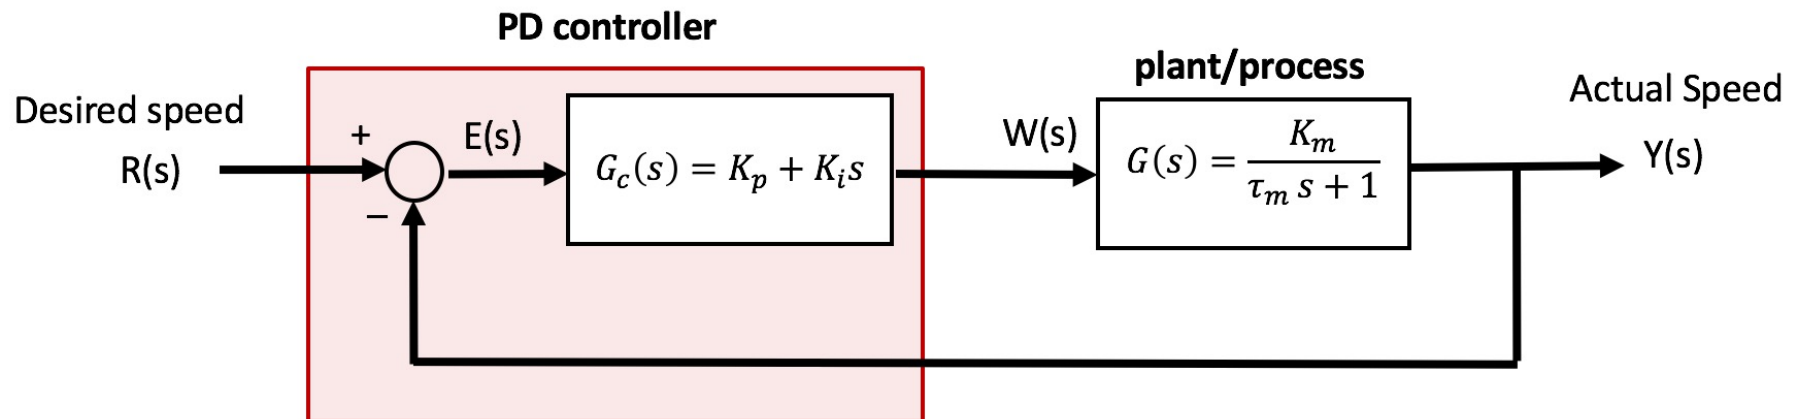 PD controller
plant/process
Desired speed
R(s)
+
−
E(s)
G_c(s) = K_p + K_i s
W(s)
G(s) = K_m / (τ_m s + 1)
Actual Speed
Y(s)